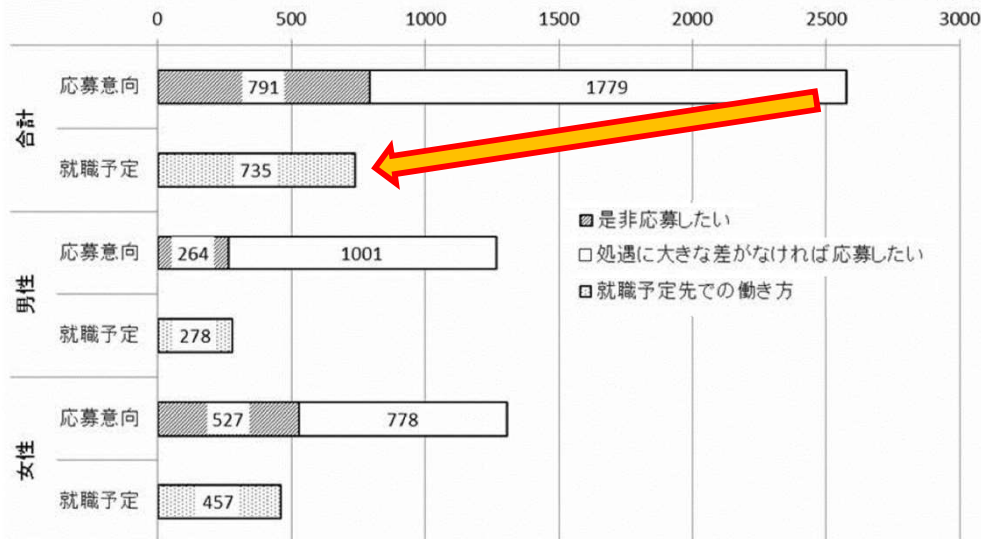 0 500 1000 1500 2000 2500 3000
合計
応募意向 791 1779
就職予定 735
男性
応募意向 264 1001
就職予定 278
女性
応募意向 527 778
就職予定 457
是非応募したい
処遇に大きな差がなければ応募したい
就職予定先での働き方